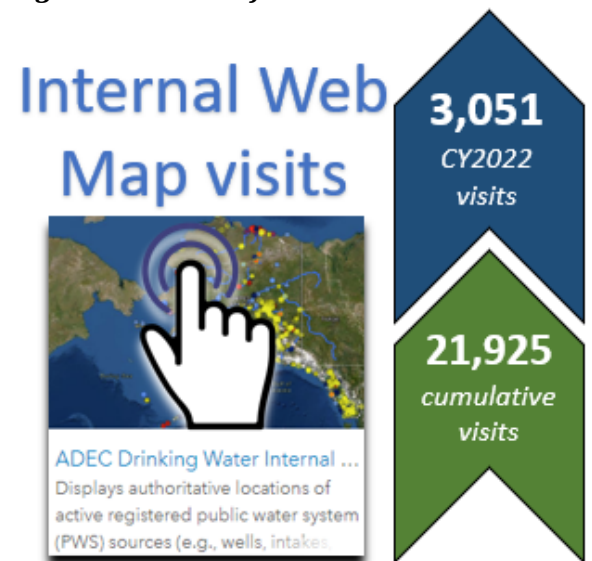 Internal Web
Map visits
3,051
CY2022
visits
21,925
cumulative
visits
ADEC Drinking Water Internal ...
Displays authoritative locations of
active registered public water system
(PWS) sources (e.g., wells, intakes,